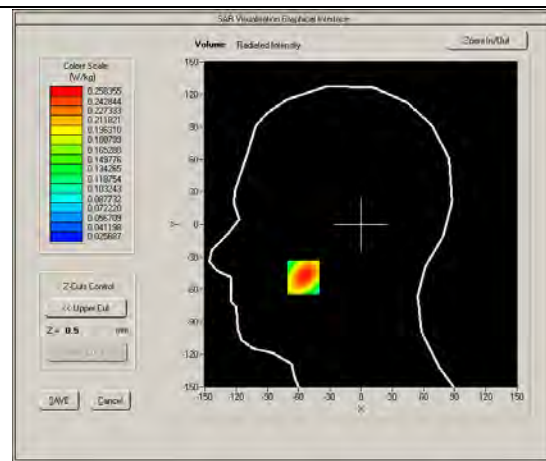 SAR Visualisation Graphical Interface
Volume Radiated Intensity
Zoom In/Out
Colors Scale
(W/kg)
0.258355
0.242844
0.227333
0.211821
0.196310
0.180799
0.165288
0.149776
0.134265
0.118754
0.103243
0.087732
0.072220
0.056709
0.041198
0.025687
Z-Cuts Control
<< Upper Cut
Z = 0.5 mm
SAVE Cancel
150-
120-
90-
60-
30-
0-
-30-
-60-
-90-
-120-
-150-
Y
-150 -120 -90 -60 -30 0 30 60 90 120 150
X